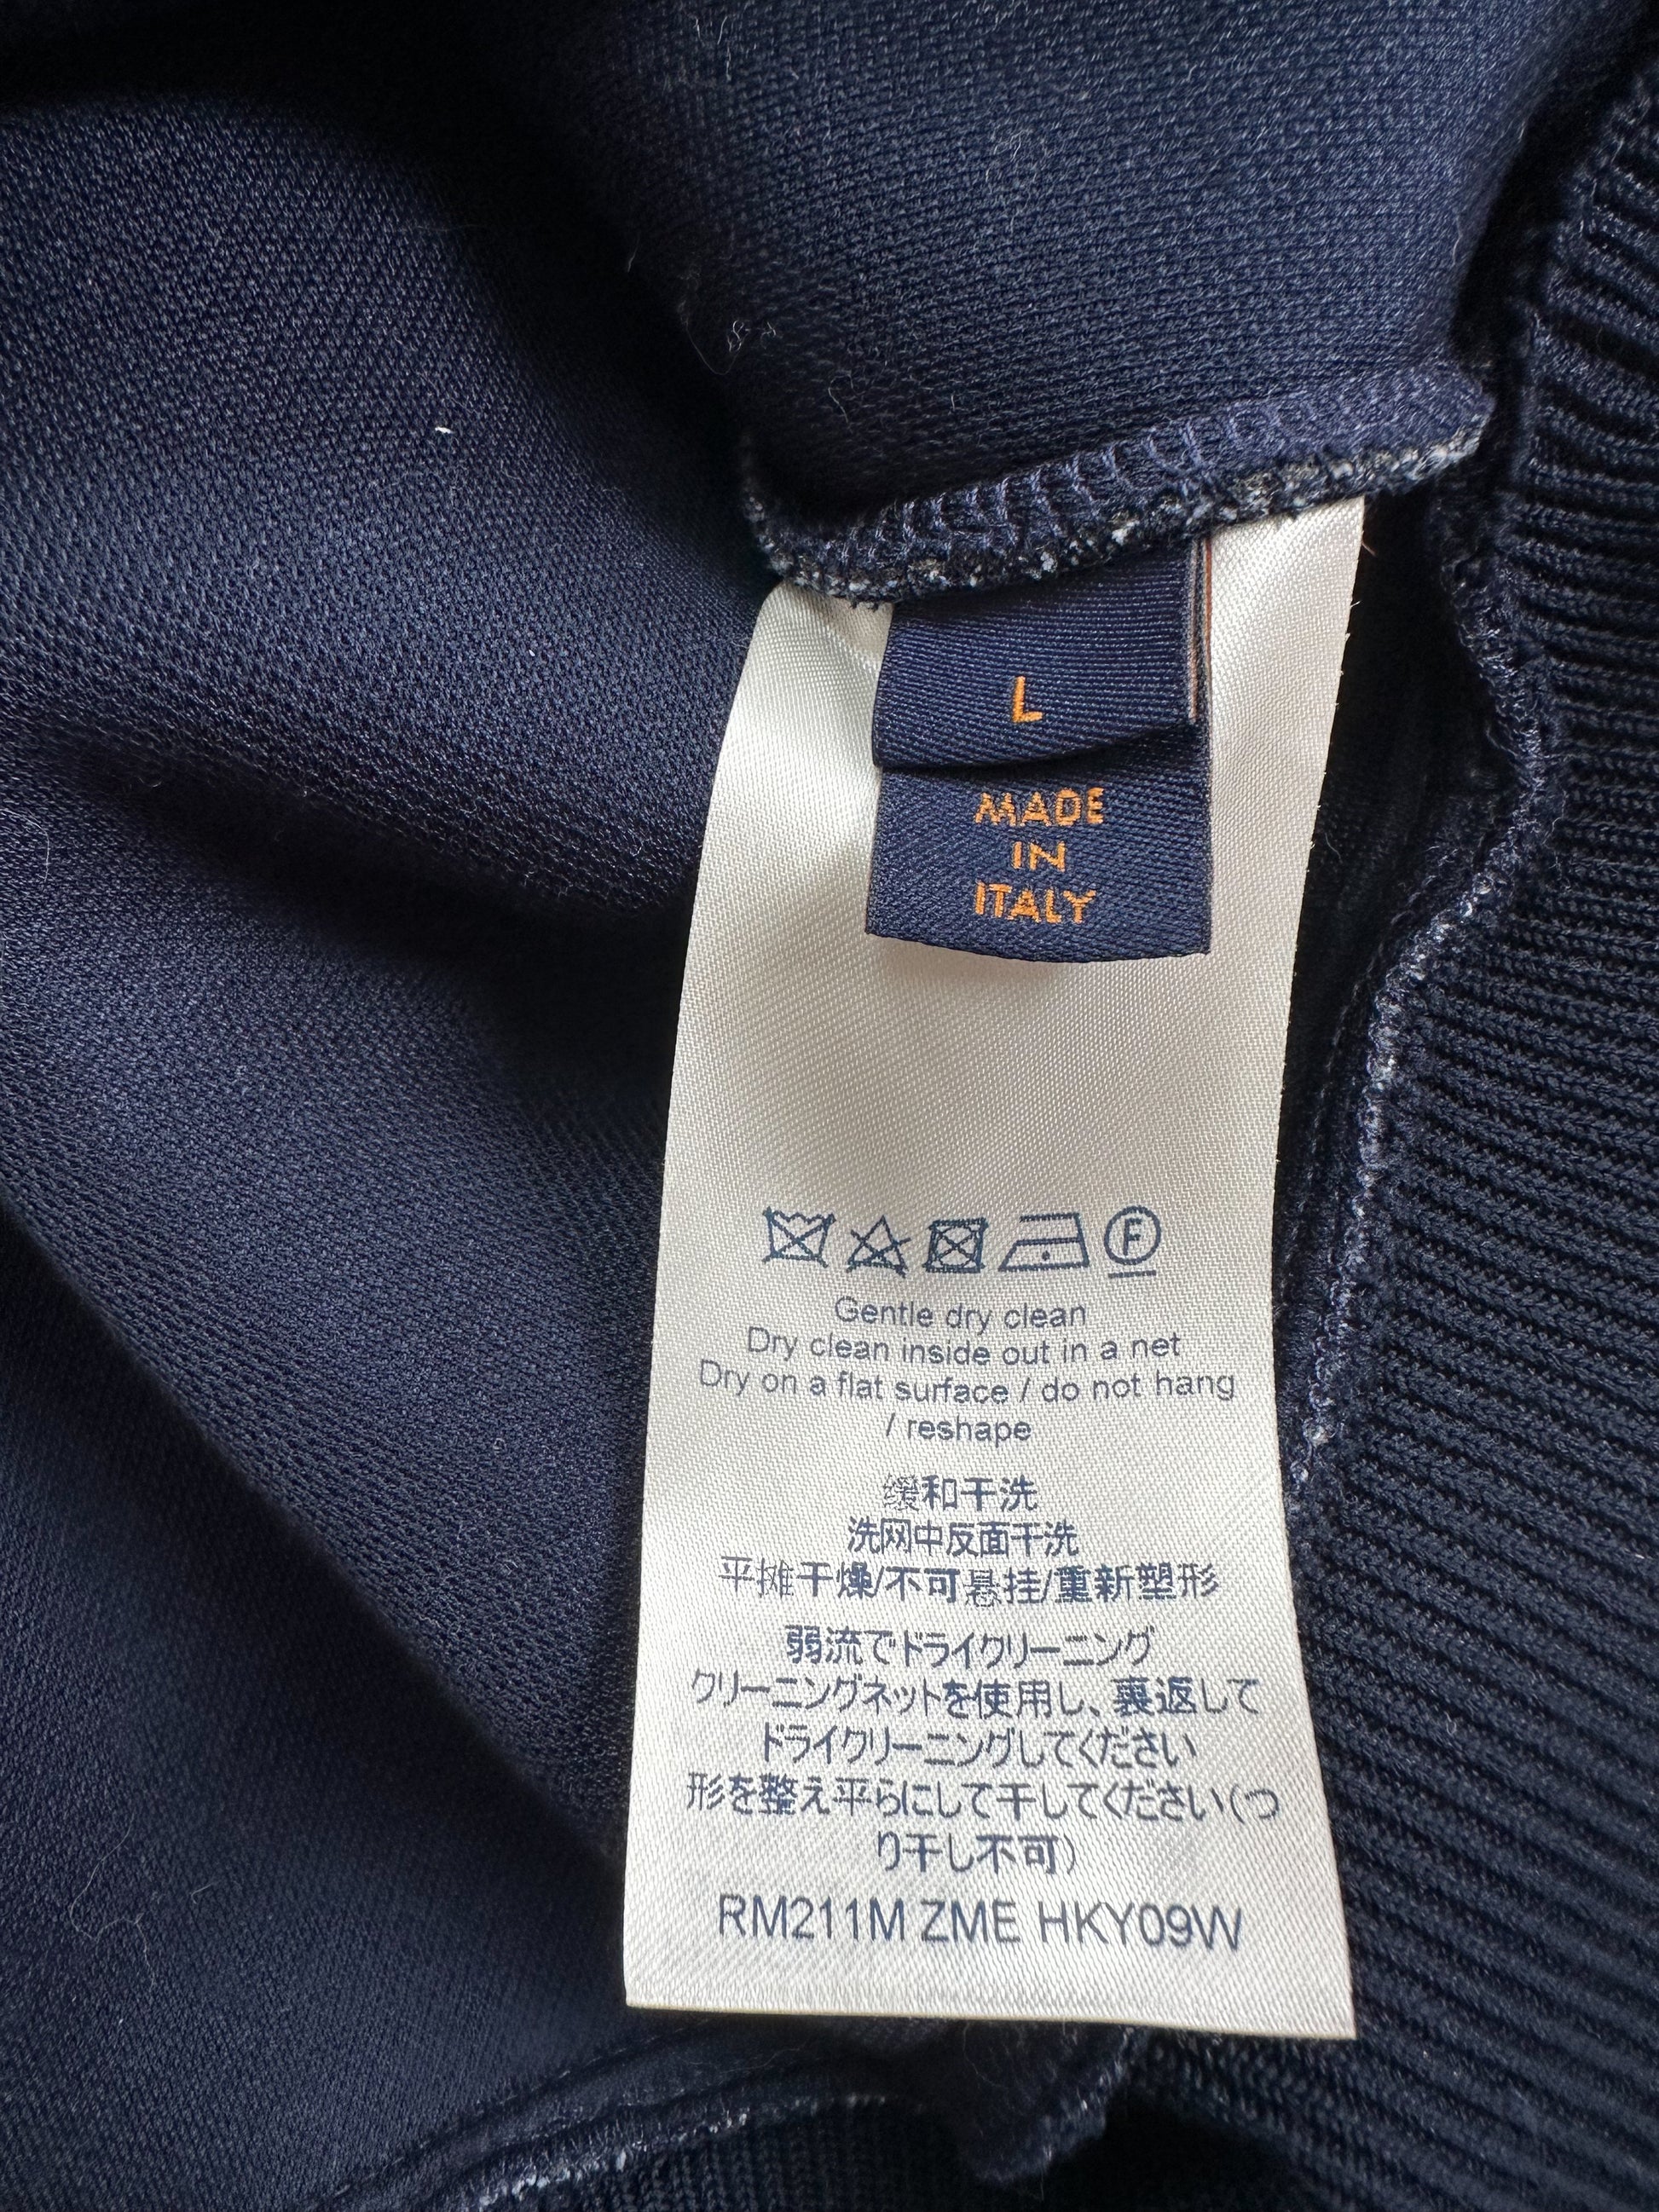 L
MADE
IN
ITALY
F
Gentle dry clean
Dry clean inside out in a net
Dry on a flat surface / do not hang
/ reshape
缓和干洗
洗网中反面干洗
平摊干燥/不可悬挂/重新塑形
弱流でドライクリーニング
クリーニングネットを使用し、裏返して
ドライクリーニングしてください
形を整え平らにして干してください(つ
り干し不可)
RM211M ZME HKY09W